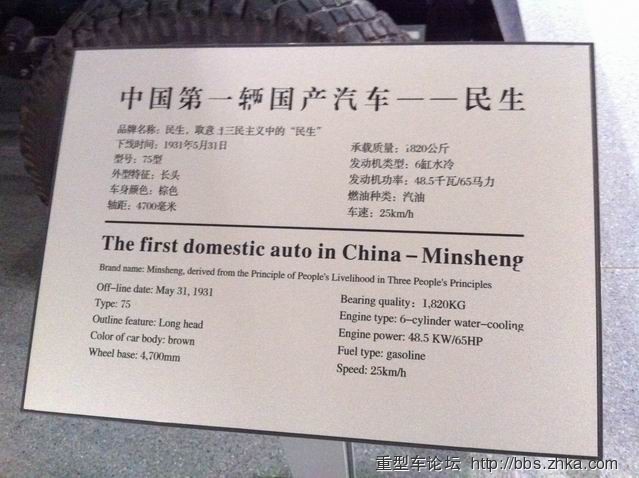 中国第一辆国产汽车——民生
品牌名称：民生，取意自三民主义中的“民生”
下线时间：1931年5月31日
型号：75型
外型特征：长头
车身颜色：棕色
轴距：4700毫米
承载质量：1820公斤
发动机类型：6缸水冷
发动机功率：48.5千瓦/65马力
燃油种类：汽油
车速：25km/h
The first domestic auto in China – Minsheng
Brand name: Minsheng, derived from the Principle of People's Livelihood in Three People's Principles
Off-line date: May 31, 1931
Type: 75
Outline feature: Long head
Color of car body: brown
Wheel base: 4,700mm
Bearing quality: 1,820KG
Engine type: 6-cylinder water-cooling
Engine power: 48.5 KW/65HP
Fuel type: gasoline
Speed: 25km/h
重型车论坛 http://bbs.zhka.com